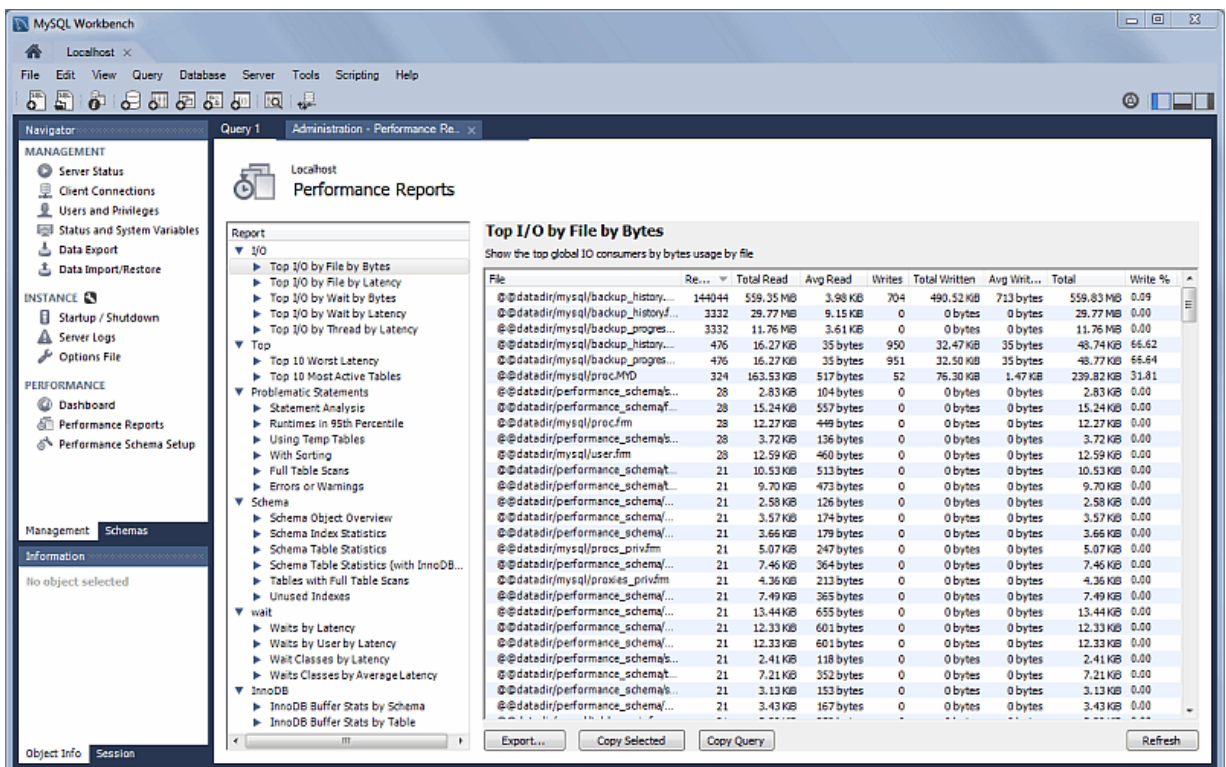 MySQL Workbench
Localhost
File Edit View Query Database Server Tools Scripting Help
Navigator
MANAGEMENT
Server Status
Client Connections
Users and Privileges
Status and System Variables
Data Export
Data Import/Restore
INSTANCE
Startup / Shutdown
Server Logs
Options File
PERFORMANCE
Dashboard
Performance Reports
Performance Schema Setup
Management Schemas
Information
No object selected
Object Info Session
Query 1 Administration - Performance Re...
Localhost
Performance Reports
Report
I/O
Top I/O by File by Bytes
Top I/O by File by Latency
Top I/O by Wait by Bytes
Top I/O by Wait by Latency
Top I/O by Thread by Latency
Top
Top 10 Worst Latency
Top 10 Most Active Tables
Problematic Statements
Statement Analysis
Runtimes in 95th Percentile
Using Temp Tables
With Sorting
Full Table Scans
Errors or Warnings
Schema
Schema Object Overview
Schema Index Statistics
Schema Table Statistics
Schema Table Statistics (with InnoDB...
Tables with Full Table Scans
Unused Indexes
wait
Waits by Latency
Waits by User by Latency
Wait Classes by Latency
Waits Classes by Average Latency
InnoDB
InnoDB Buffer Stats by Schema
InnoDB Buffer Stats by Table
Top I/O by File by Bytes
Show the top global IO consumers by bytes usage by file
File Re... Total Read Avg Read Writes Total Written Avg Writ... Total Write %
@@datadir/mysql/backup_history.... 144044 559.35 MB 3.98 KiB 704 490.52 KiB 713 bytes 559.83 MiB 0.09
@@datadir/mysql/backup_history.f... 3332 29.77 MB 9.15 KiB 0 0 bytes 0 bytes 29.77 MiB 0.00
@@datadir/mysql/backup_progres... 3332 11.76 MB 3.61 KiB 0 0 bytes 0 bytes 11.76 MiB 0.00
@@datadir/mysql/backup_history.... 476 16.27 KiB 35 bytes 950 32.47 KiB 35 bytes 48.74 KiB 66.62
@@datadir/mysql/backup_progres... 476 16.27 KiB 35 bytes 951 32.50 KiB 35 bytes 48.77 KiB 66.64
@@datadir/mysql/proc.MYD 324 163.53 KiB 517 bytes 52 76.30 KiB 1.47 KiB 239.82 KiB 31.81
@@datadir/performance_schema/s... 28 2.83 KiB 104 bytes 0 0 bytes 0 bytes 2.83 KiB 0.00
@@datadir/performance_schema/f... 28 15.24 KiB 557 bytes 0 0 bytes 0 bytes 15.24 KiB 0.00
@@datadir/mysql/proc.frm 28 12.27 KiB 449 bytes 0 0 bytes 0 bytes 12.27 KiB 0.00
@@datadir/performance_schema/s... 28 3.72 KiB 136 bytes 0 0 bytes 0 bytes 3.72 KiB 0.00
@@datadir/mysql/user.frm 28 12.59 KiB 460 bytes 0 0 bytes 0 bytes 12.59 KiB 0.00
@@datadir/performance_schema/t... 21 10.53 KiB 513 bytes 0 0 bytes 0 bytes 10.53 KiB 0.00
@@datadir/performance_schema/t... 21 9.70 KiB 473 bytes 0 0 bytes 0 bytes 9.70 KiB 0.00
@@datadir/performance_schema/... 21 2.58 KiB 126 bytes 0 0 bytes 0 bytes 2.58 KiB 0.00
@@datadir/performance_schema/... 21 3.57 KiB 174 bytes 0 0 bytes 0 bytes 3.57 KiB 0.00
@@datadir/performance_schema/... 21 3.66 KiB 179 bytes 0 0 bytes 0 bytes 3.66 KiB 0.00
@@datadir/mysql/procs_priv.frm 21 5.07 KiB 247 bytes 0 0 bytes 0 bytes 5.07 KiB 0.00
@@datadir/performance_schema/... 21 7.46 KiB 364 bytes 0 0 bytes 0 bytes 7.46 KiB 0.00
@@datadir/mysql/proxies_priv.frm 21 4.36 KiB 213 bytes 0 0 bytes 0 bytes 4.36 KiB 0.00
@@datadir/performance_schema/... 21 7.49 KiB 365 bytes 0 0 bytes 0 bytes 7.49 KiB 0.00
@@datadir/performance_schema/... 21 13.44 KiB 655 bytes 0 0 bytes 0 bytes 13.44 KiB 0.00
@@datadir/performance_schema/... 21 12.33 KiB 601 bytes 0 0 bytes 0 bytes 12.33 KiB 0.00
@@datadir/performance_schema/... 21 12.33 KiB 601 bytes 0 0 bytes 0 bytes 12.33 KiB 0.00
@@datadir/performance_schema/s... 21 2.41 KiB 118 bytes 0 0 bytes 0 bytes 2.41 KiB 0.00
@@datadir/performance_schema/t... 21 7.21 KiB 352 bytes 0 0 bytes 0 bytes 7.21 KiB 0.00
@@datadir/performance_schema/s... 21 3.13 KiB 153 bytes 0 0 bytes 0 bytes 3.13 KiB 0.00
@@datadir/performance_schema/... 21 3.43 KiB 167 bytes 0 0 bytes 0 bytes 3.43 KiB 0.00
Export... Copy Selected Copy Query Refresh